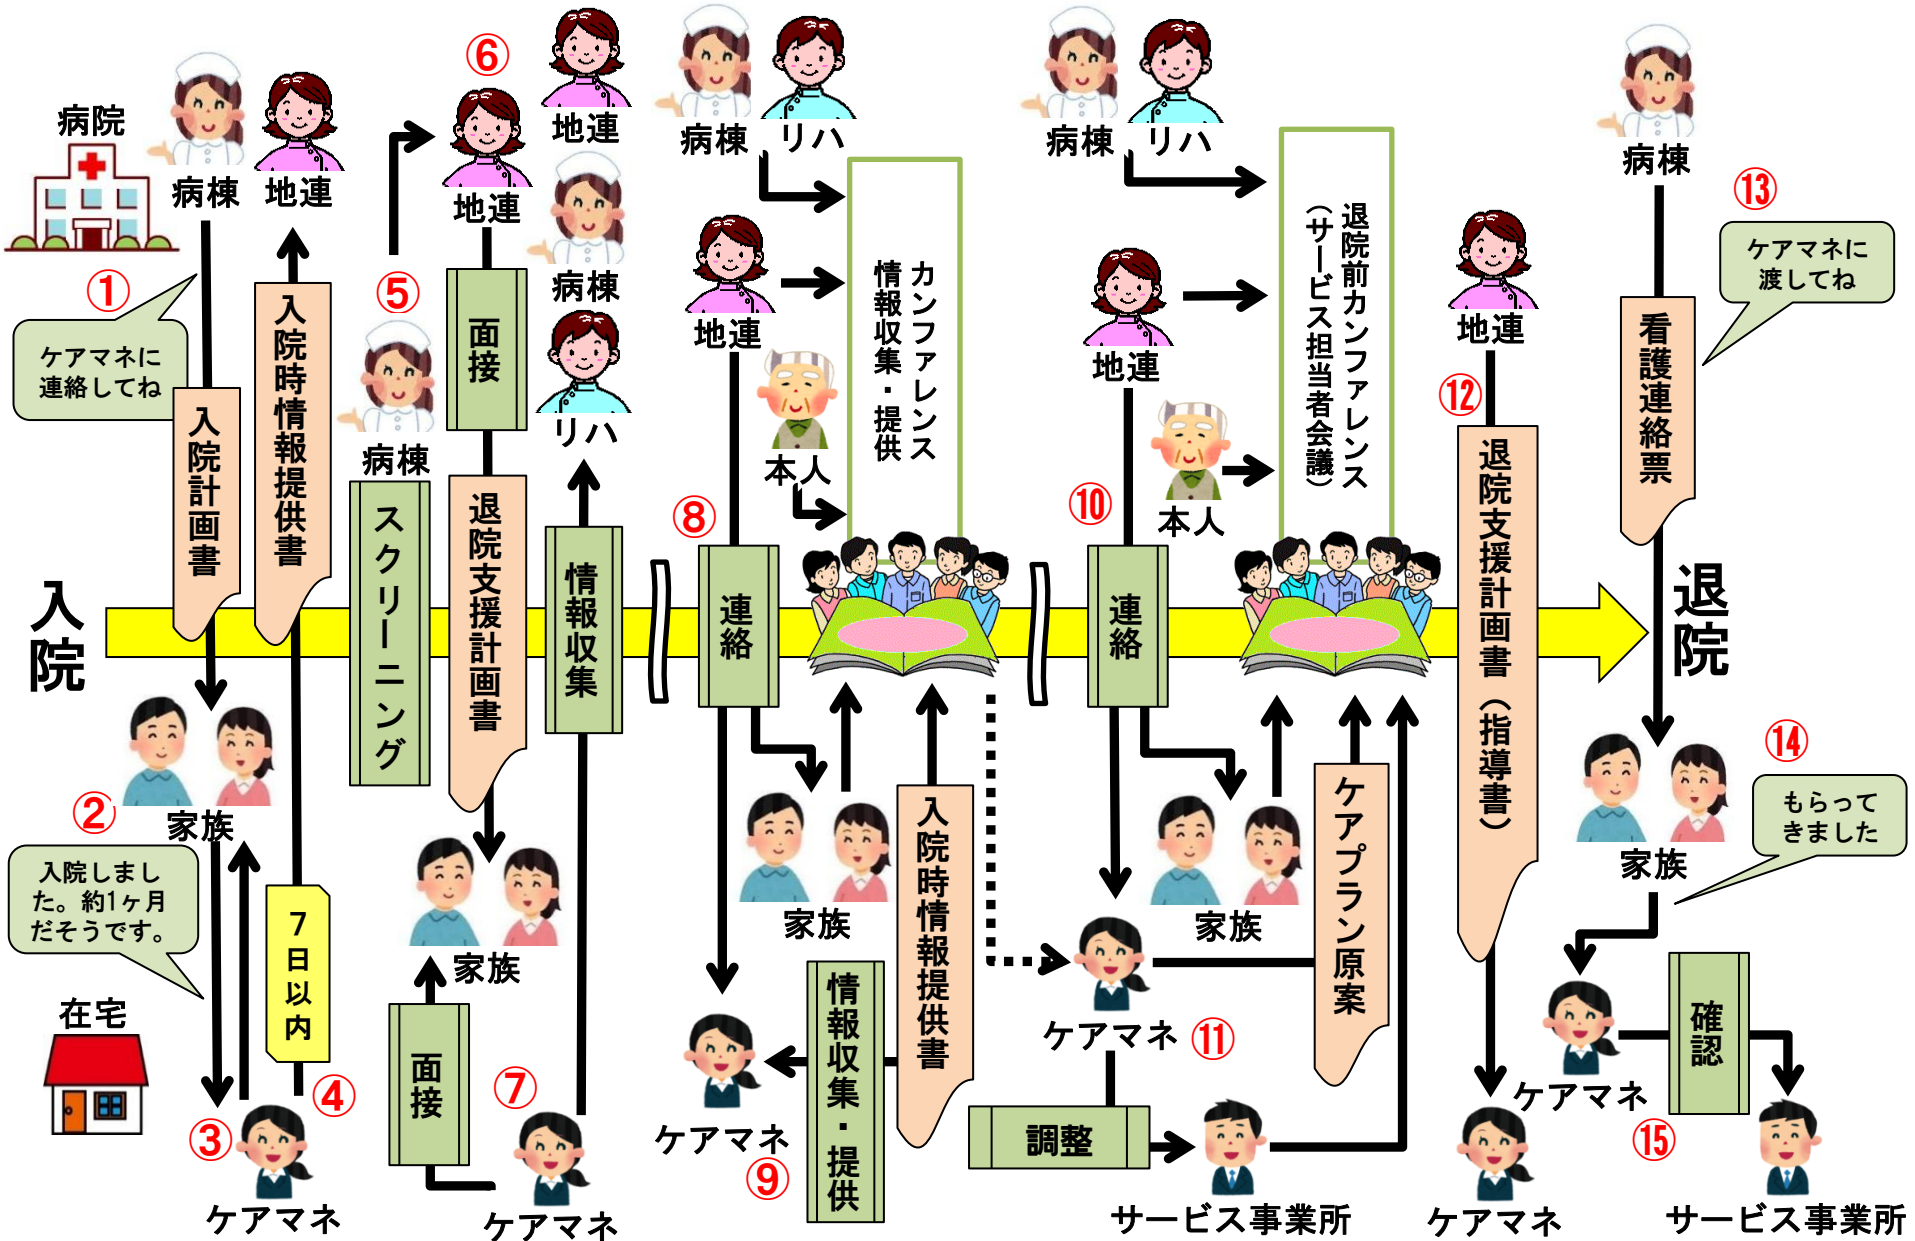 病院
病棟
地連
①
ケアマネに
連絡してね
入院計画書
入院時情報提供書
入院
②
家族
入院しまし
た。約1ヶ月
だそうです。
7日以内
在宅
③
④
ケアマネ
⑤
病棟
スクリーニング
⑥
地連
面接
退院支援計画書
家族
面接
⑦
ケアマネ
地連
病棟
リハ
情報収集
病棟
リハ
地連
本人
カンファレンス
情報収集・提供
⑧
連絡
家族
入院時情報提供書
情報収集・提供
ケアマネ
⑨
病棟
リハ
地連
本人
退院前カンファレンス
（サービス担当者会議）
⑩
連絡
家族
ケアマネ
⑪
ケアプラン原案
調整
サービス事業所
地連
⑫
退院支援計画書（指導書）
ケアマネ
病棟
⑬
ケアマネに
渡してね
看護連絡票
退院
家族
⑭
もらって
きました
ケアマネ
確認
⑮
サービス事業所